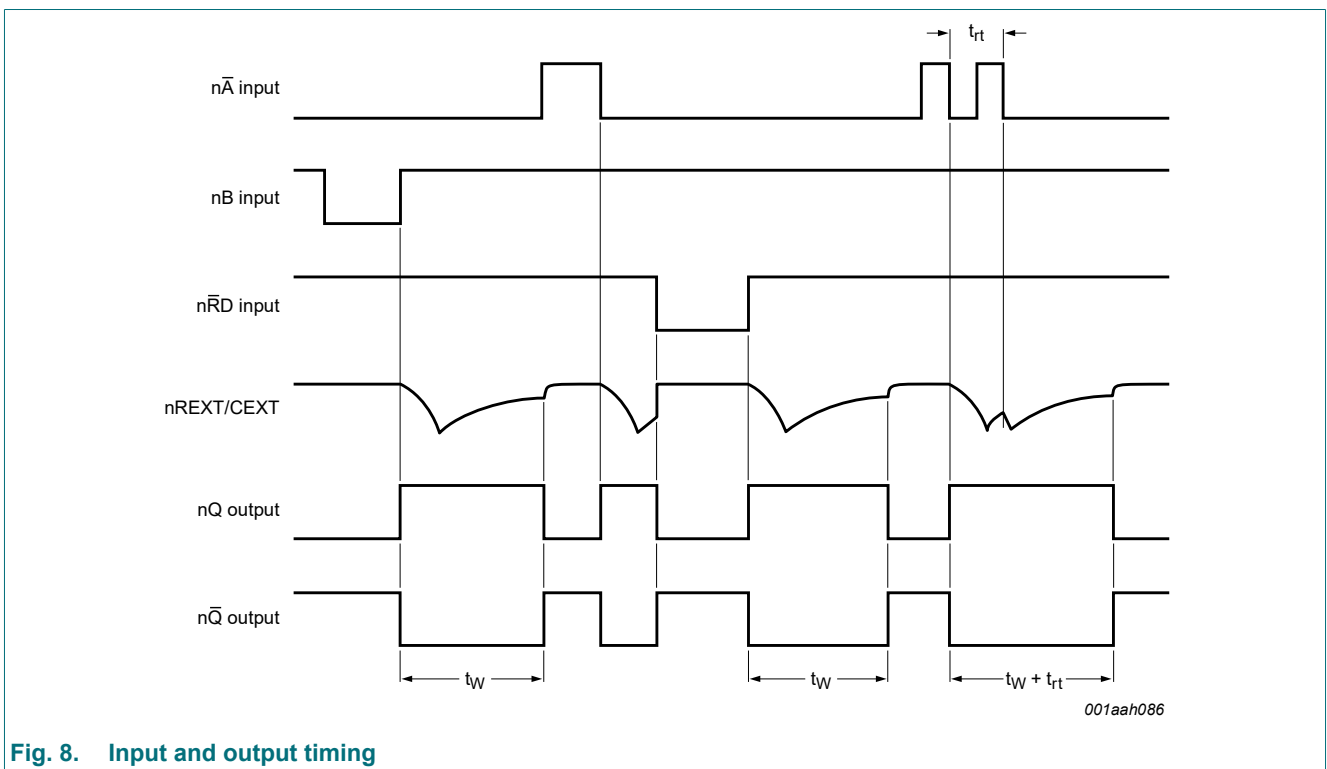 t_rt
nA̅ input
nB input
nR̅D input
nREXT/CEXT
nQ output
nQ̅ output
t_W
t_W
t_W + t_rt
001aah086
Fig. 8. Input and output timing